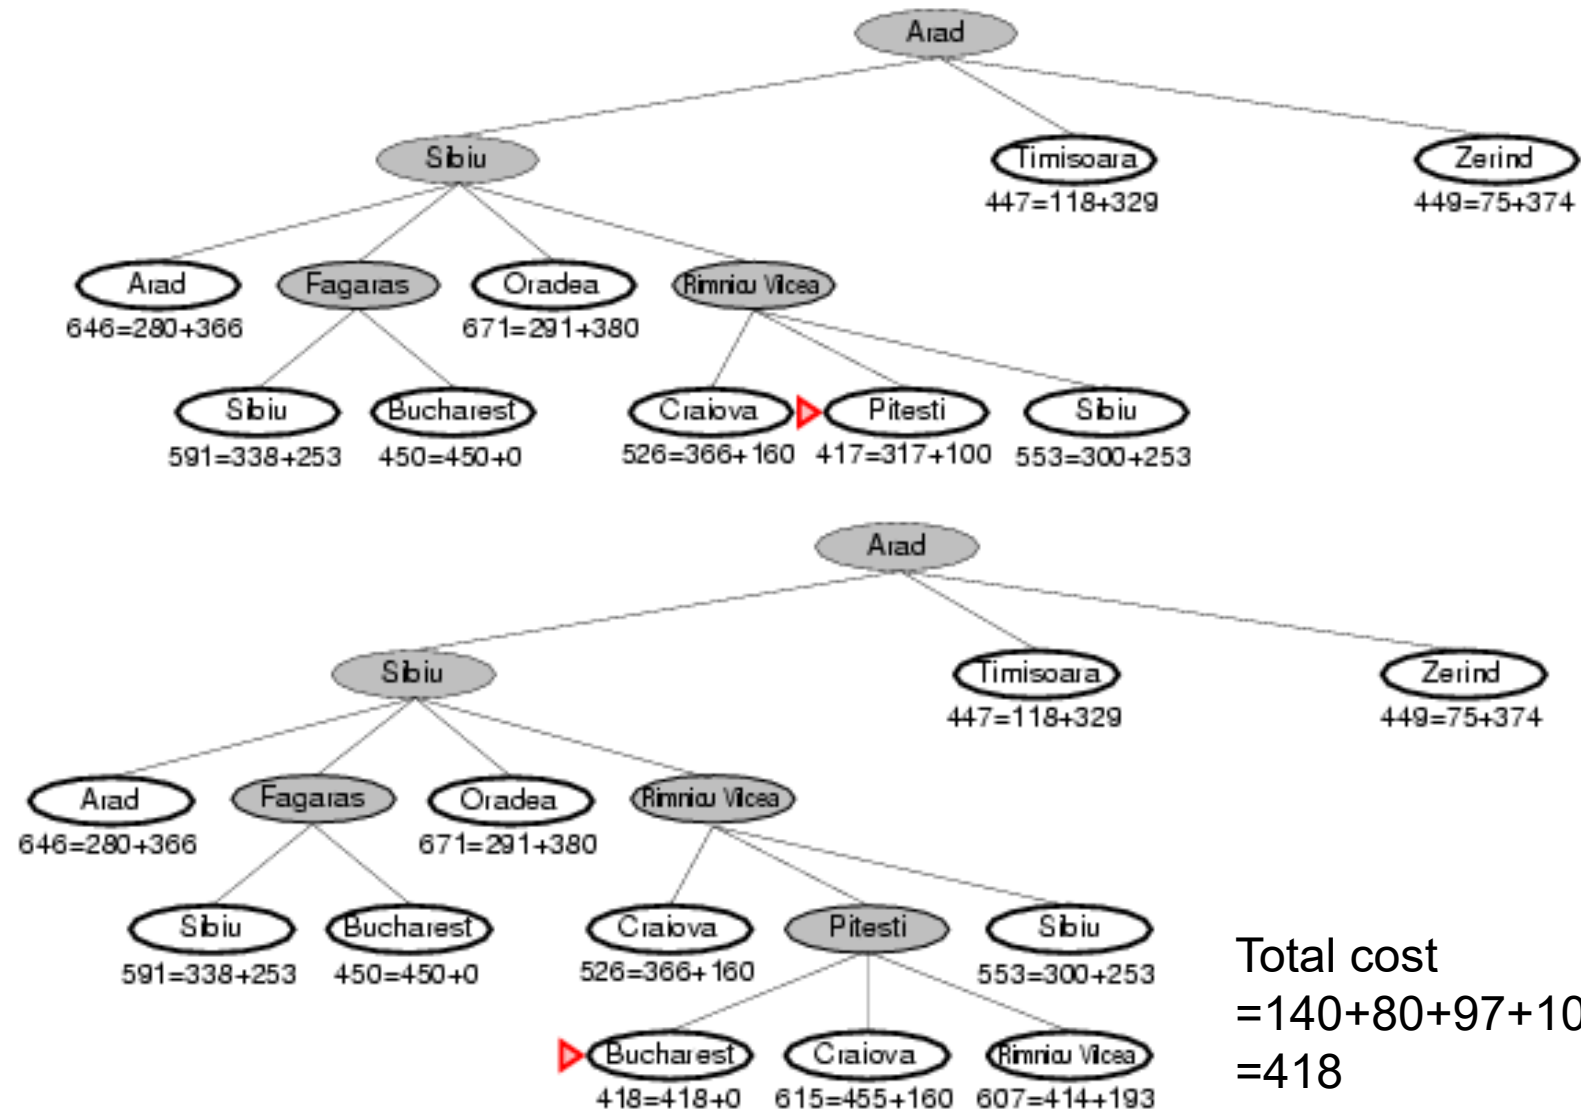 Arad
Sibiu Timisoara Zerind
447=118+329 449=75+374
Arad Fagaras Oradea Rimnicu Vilcea
646=280+366 671=291+380
Sibiu Bucharest Craiova Pitesti Sibiu
591=338+253 450=450+0 526=366+160 417=317+100 553=300+253
Arad
Sibiu Timisoara Zerind
447=118+329 449=75+374
Arad Fagaras Oradea Rimnicu Vilcea
646=280+366 671=291+380
Sibiu Bucharest Craiova Pitesti Sibiu
591=338+253 450=450+0 526=366+160 553=300+253
Bucharest Craiova Rimnicu Vilcea
418=418+0 615=455+160 607=414+193
Total cost
=140+80+97+10
=418